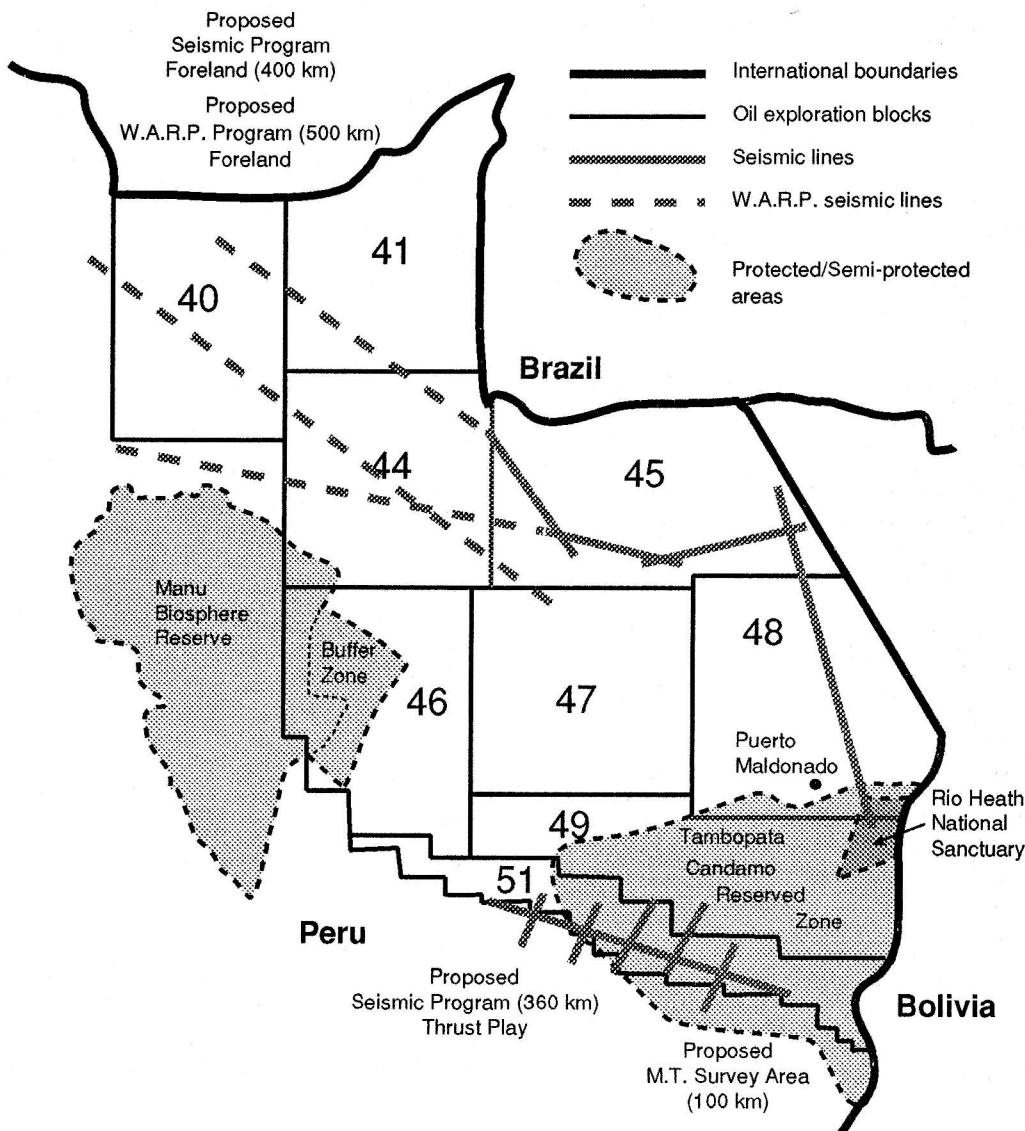 Proposed
Seismic Program
Foreland (400 km)
Proposed
W.A.R.P. Program (500 km)
Foreland
International boundaries
Oil exploration blocks
Seismic lines
W.A.R.P. seismic lines
Protected/Semi-protected
areas
41
40
Brazil
44
45
Manu
Biosphere
Reserve
Buffer
Zone
46
47
48
Puerto
Maldonado
Rio Heath
National
Sanctuary
49
Tambopata
Candamo
Reserved
Zone
51
Peru
Proposed
Seismic Program (360 km)
Thrust Play
Bolivia
Proposed
M.T. Survey Area
(100 km)